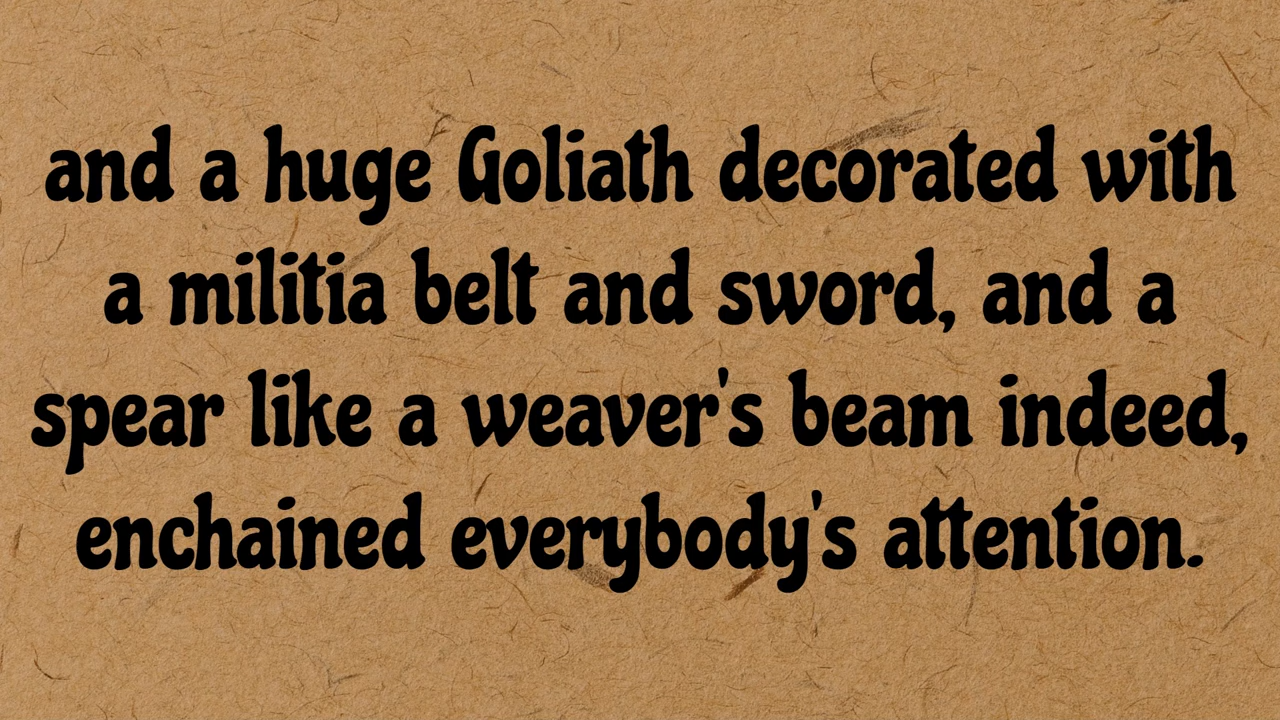 and a huge Goliath decorated with
a militia belt and sword, and a
spear like a weaver's beam indeed,
enchained everybody's attention.